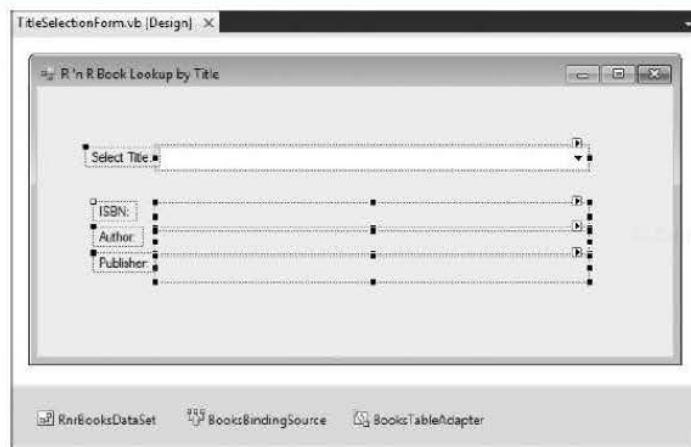 TitleSelectionForm.vb [Design] ×
R 'n R Book Lookup by Title
Select Title:
ISBN:
Author:
Publisher:
RnrBooksDataSet BooksBindingSource BooksTableAdapter